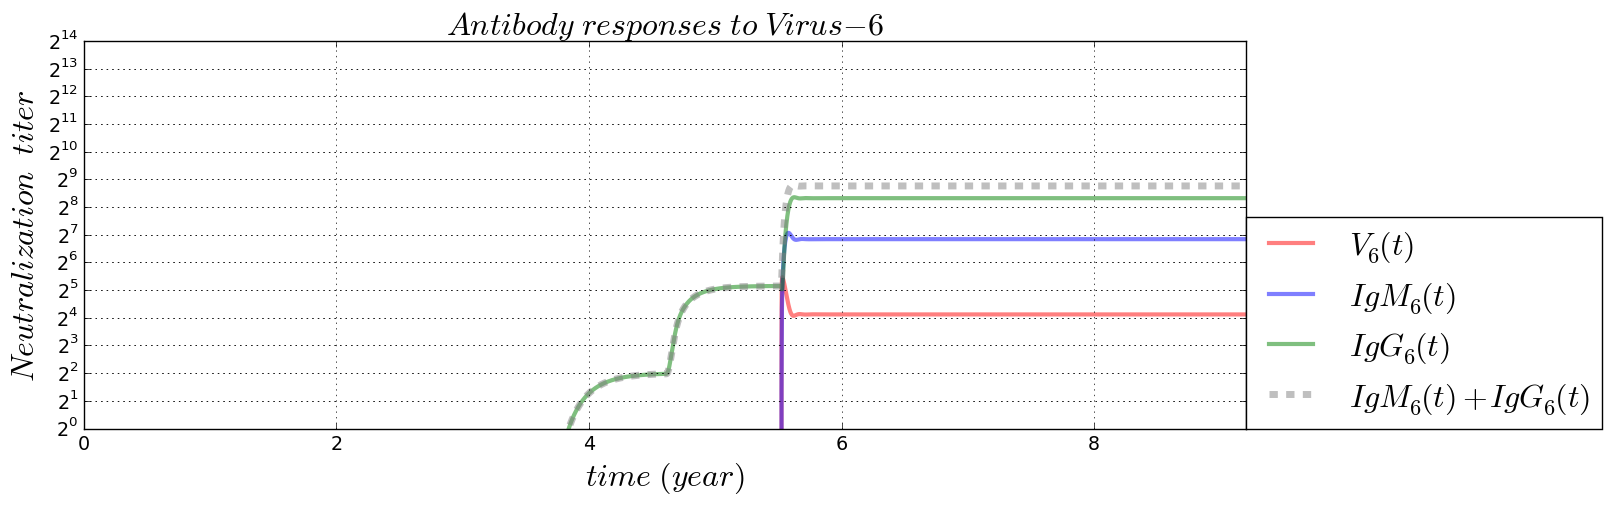 Antibody responses to Virus−6
2^14
2^13
2^12
2^11
2^10
2^9
2^8
2^7
2^6
2^5
2^4
2^3
2^2
2^1
2^0
Neutralization titer
0 2 4 6 8
time (year)
V_6(t)
IgM_6(t)
IgG_6(t)
IgM_6(t)+IgG_6(t)